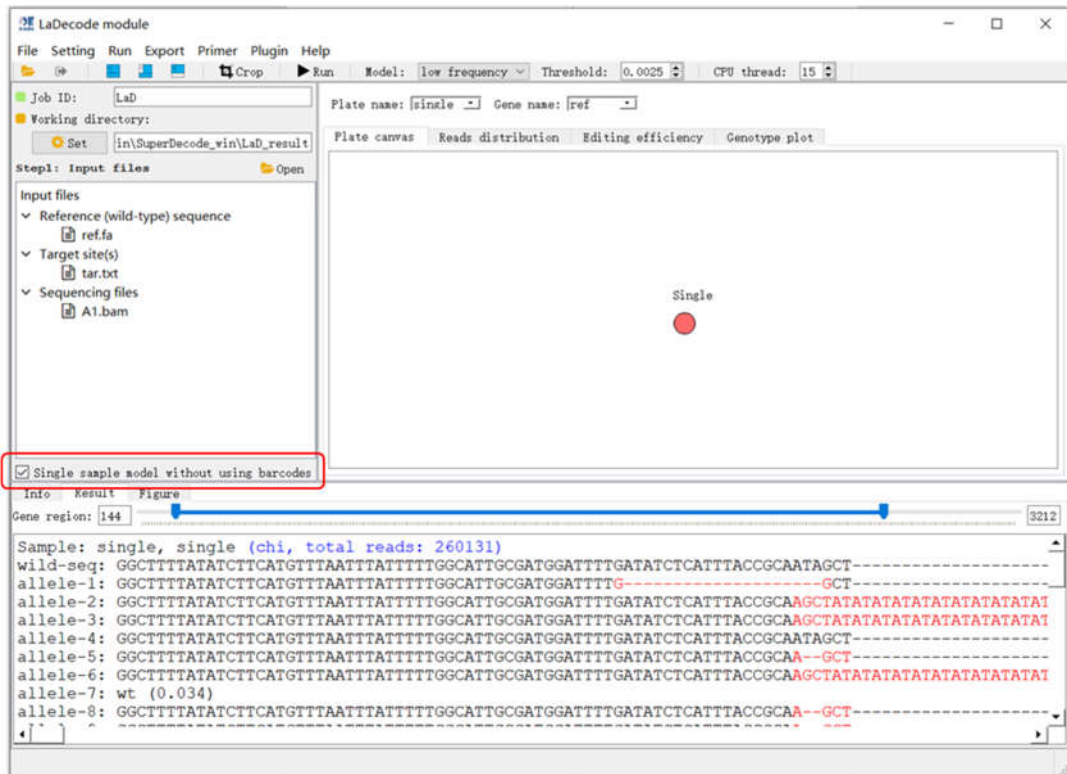 LaDecode module
File Setting Run Export Primer Plugin Help
Crop Run Model: low frequency Threshold: 0.0025 CPU thread: 15
Job ID: LaD
Working directory:
Set in\SuperDecode_win\LaD_result
Step1: Input files Open
Input files
Reference (wild-type) sequence
ref.fa
Target site(s)
tar.txt
Sequencing files
A1.bam
Single sample model without using barcodes
Plate name: single Gene name: ref
Plate canvas Reads distribution Editing efficiency Genotype plot
Single
Info Result Figure
Gene region: 144 3212
Sample: single, single (chi, total reads: 260131)
wild-seq: GGCTTTTATATCTTCATGTTTAATTTATTTTTGGCATTGCGATGGATTTTGATATCTCATTTACCGCAATAGCT---------------------
allele-1: GGCTTTTATATCTTCATGTTTAATTTATTTTTGGCATTGCGATGGATTTTG---------------------GCT---------------------
allele-2: GGCTTTTATATCTTCATGTTTAATTTATTTTTGGCATTGCGATGGATTTTGATATCTCATTTACCGCAAGCTATATATATATATATATATATATAT
allele-3: GGCTTTTATATCTTCATGTTTAATTTATTTTTGGCATTGCGATGGATTTTGATATCTCATTTACCGCAAGCTATATATATATATATATATATATAT
allele-4: GGCTTTTATATCTTCATGTTTAATTTATTTTTGGCATTGCGATGGATTTTGATATCTCATTTACCGCAATAGCT---------------------
allele-5: GGCTTTTATATCTTCATGTTTAATTTATTTTTGGCATTGCGATGGATTTTGATATCTCATTTACCGCAA--GCT---------------------
allele-6: GGCTTTTATATCTTCATGTTTAATTTATTTTTGGCATTGCGATGGATTTTGATATCTCATTTACCGCAAGCTATATATATATATATATATATATAT
allele-7: wt (0.034)
allele-8: GGCTTTTATATCTTCATGTTTAATTTATTTTTGGCATTGCGATGGATTTTGATATCTCATTTACCGCAA--GCT---------------------